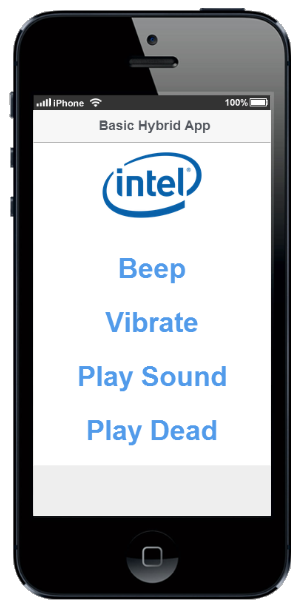 iPhone 100%
Basic Hybrid App
intel®
Beep
Vibrate
Play Sound
Play Dead